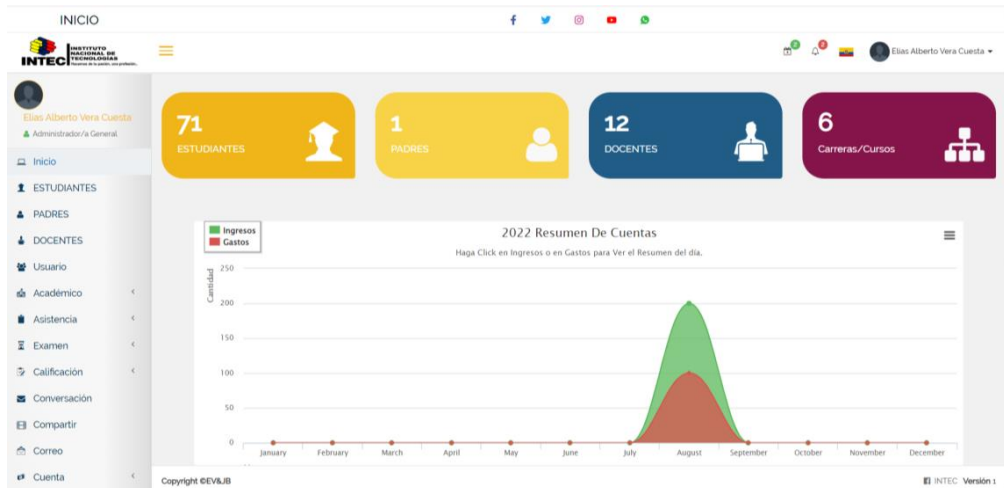 INICIO
INTEC
INSTITUTO
NACIONAL DE
TECNOLOGÍAS
2
0
Elias Alberto Vera Cuesta
Elias Alberto Vera Cuesta
Administrador/a General
Inicio
ESTUDIANTES
PADRES
DOCENTES
Usuario
Académico
Asistencia
Examen
Calificación
Conversación
Compartir
Correo
Cuenta
71
ESTUDIANTES
1
PADRES
12
DOCENTES
6
Carreras/Cursos
Ingresos
Gastos
2022 Resumen De Cuentas
Haga Click en Ingresos o en Gastos para Ver el Resumen del día.
Cantidad
250
200
150
100
50
0
January February March April May June July August September October November December
Copyright ©EV&JB
INTEC Versión 1